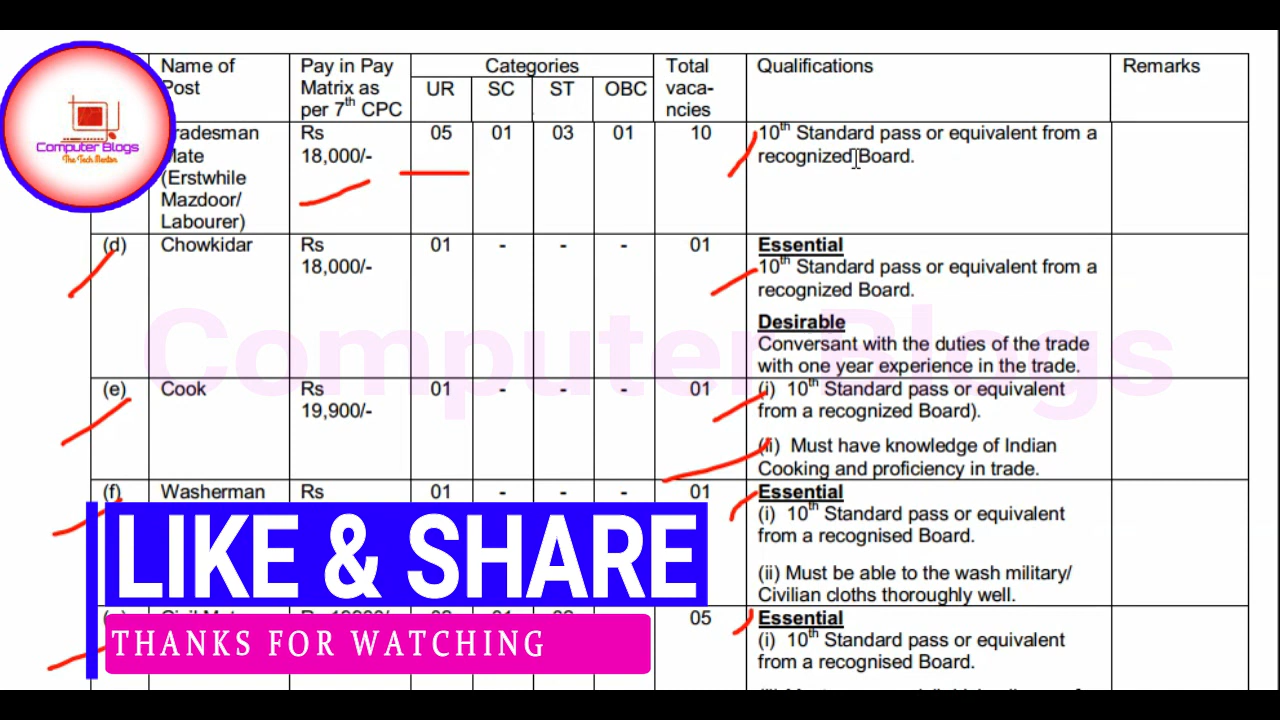 Computer Blogs
The Tech Mentor
Name of
Post
Pay in Pay
Matrix as
per 7th CPC
Categories
UR SC ST OBC
Total
vaca-
ncies
Qualifications
Remarks
Tradesman
Mate
(Erstwhile
Mazdoor/
Labourer)
Rs
18,000/-
05 01 03 01 10
10th Standard pass or equivalent from a
recognized Board.
(d) Chowkidar
Rs
18,000/-
01 - - - 01
Essential
10th Standard pass or equivalent from a
recognized Board.
Desirable
Conversant with the duties of the trade
with one year experience in the trade.
(e) Cook
Rs
19,900/-
01 - - - 01
(i) 10th Standard pass or equivalent
from a recognized Board).
(ii) Must have knowledge of Indian
Cooking and proficiency in trade.
(f) Washerman
Rs
01 - - - 01
Essential
(i) 10th Standard pass or equivalent
from a recognised Board.
(ii) Must be able to the wash military/
Civilian cloths thoroughly well.
05
Essential
(i) 10th Standard pass or equivalent
from a recognised Board.
Computer Blogs
LIKE & SHARE
THANKS FOR WATCHING